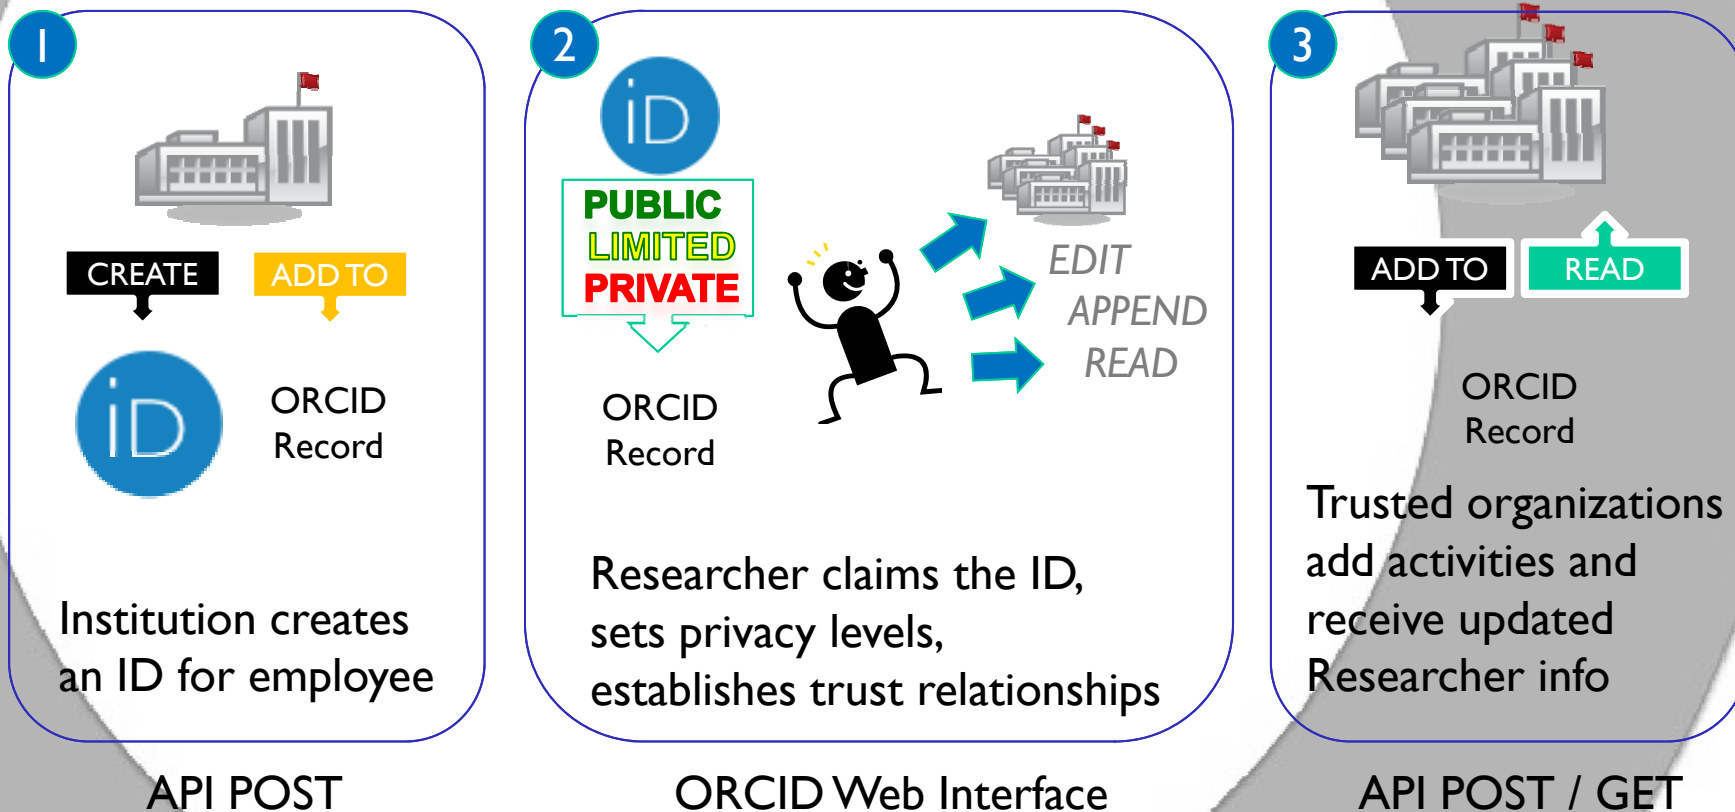 1
CREATE
ADD TO
iD
ORCID
Record
Institution creates
an ID for employee
API POST
2
iD
PUBLIC
LIMITED
PRIVATE
EDIT
APPEND
READ
ORCID
Record
Researcher claims the ID,
sets privacy levels,
establishes trust relationships
ORCID Web Interface
3
ADD TO
READ
ORCID
Record
Trusted organizations
add activities and
receive updated
Researcher info
API POST / GET